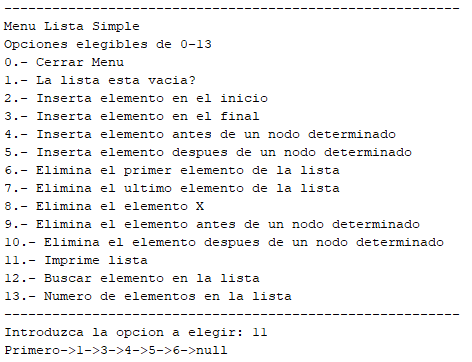 ---------------------------------------------------------
Menu Lista Simple
Opciones elegibles de 0-13
0.- Cerrar Menu
1.- La lista esta vacia?
2.- Inserta elemento en el inicio
3.- Inserta elemento en el final
4.- Inserta elemento antes de un nodo determinado
5.- Inserta elemento despues de un nodo determinado
6.- Elimina el primer elemento de la lista
7.- Elimina el ultimo elemento de la lista
8.- Elimina el elemento X
9.- Elimina el elemento antes de un nodo determinado
10.- Elimina el elemento despues de un nodo determinado
11.- Imprime lista
12.- Buscar elemento en la lista
13.- Numero de elementos en la lista
---------------------------------------------------------
Introduzca la opcion a elegir: 11
Primero->1->3->4->5->6->null